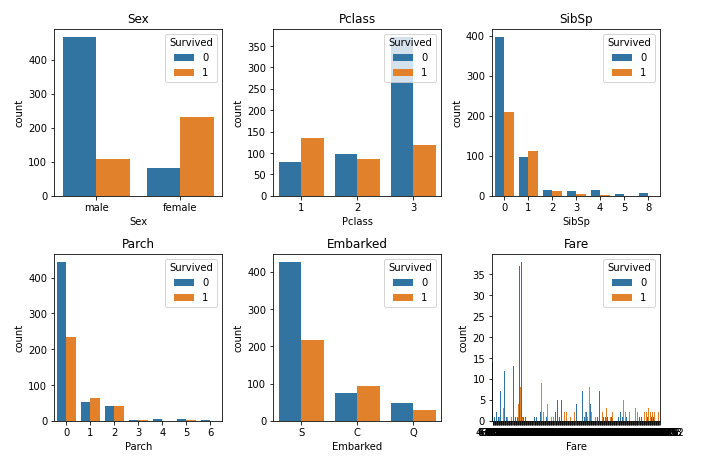 Sex
Survived
0
1
400
300
200
100
0
count
male female
Sex
Pclass
Survived
0
1
350
300
250
200
150
100
50
0
count
1 2 3
Pclass
SibSp
Survived
0
1
400
300
200
100
0
count
0 1 2 3 4 5 8
SibSp
Parch
Survived
0
1
400
300
200
100
0
count
0 1 2 3 4 5 6
Parch
Embarked
Survived
0
1
400
300
200
100
0
count
S C Q
Embarked
Fare
Survived
0
1
35
30
25
20
15
10
5
0
count
Fare